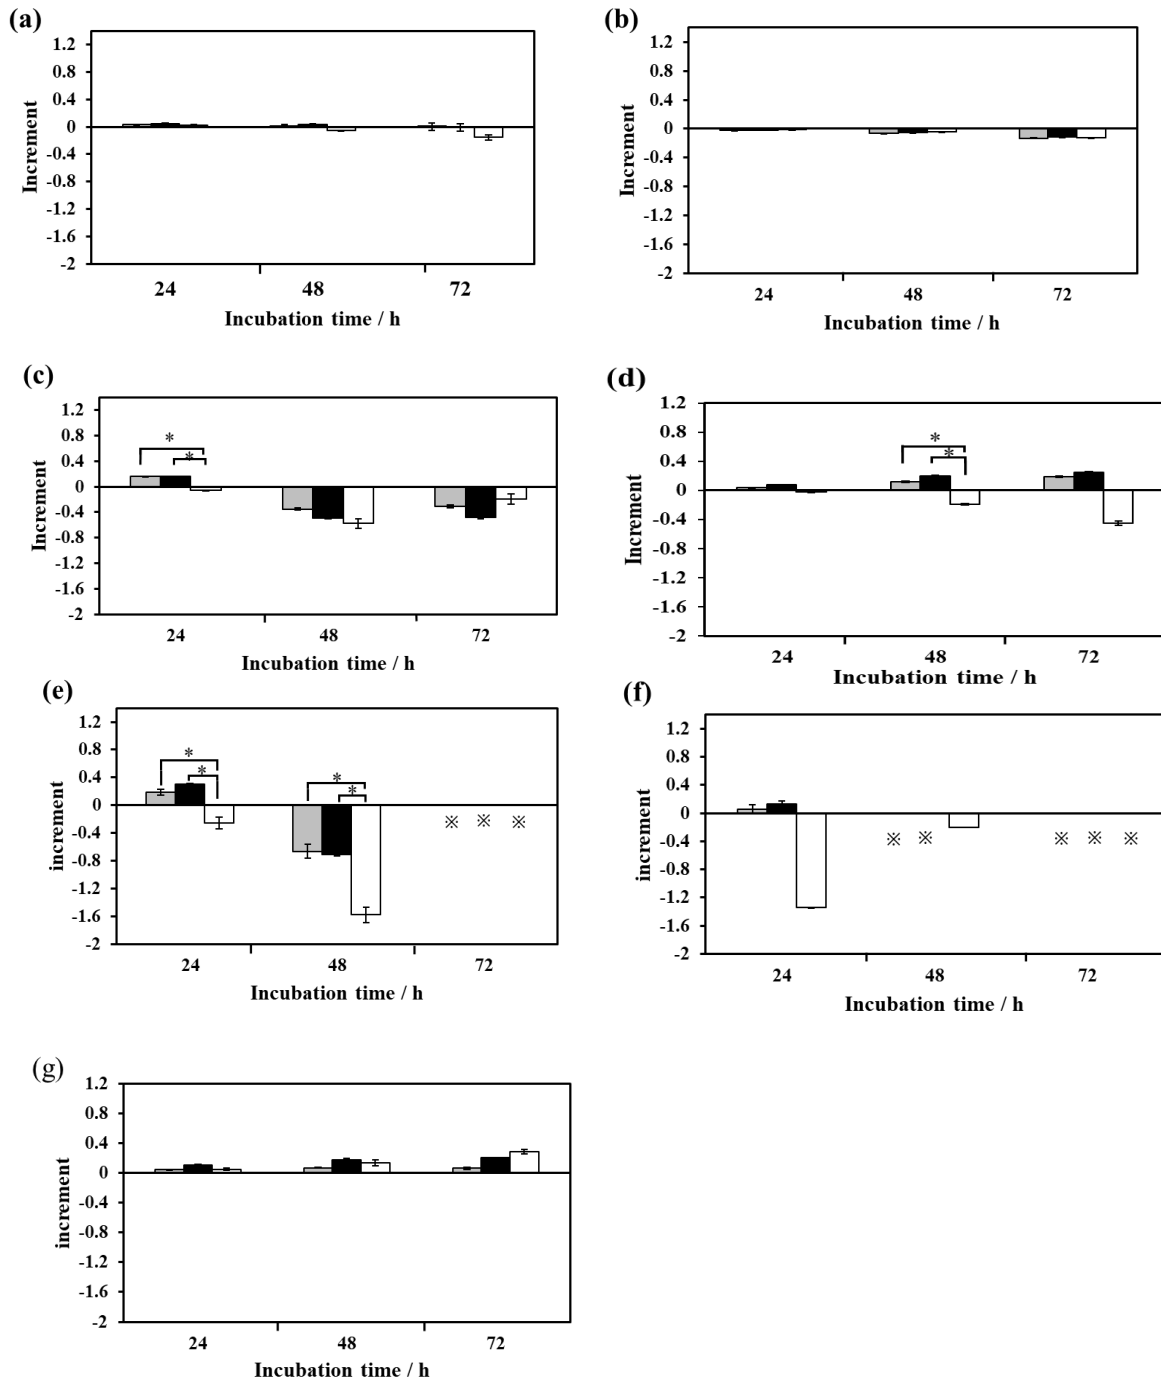 (a)
1.2
0.8
0.4
0
-0.4
-0.8
-1.2
-1.6
-2
Increment
24 48 72
Incubation time / h
(b)
1.2
0.8
0.4
0
-0.4
-0.8
-1.2
-1.6
-2
Increment
24 48 72
Incubation time / h
(c)
1.2
0.8
0.4
0
-0.4
-0.8
-1.2
-1.6
-2
Increment
* *
24 48 72
Incubation time / h
(d)
1.2
0.8
0.4
0
-0.4
-0.8
-1.2
-1.6
-2
Increment
* *
24 48 72
Incubation time / h
(e)
1.2
0.8
0.4
0
-0.4
-0.8
-1.2
-1.6
-2
increment
* * * *
※ ※ ※
24 48 72
Incubation time / h
(f)
1.2
0.8
0.4
0
-0.4
-0.8
-1.2
-1.6
-2
increment
※ ※ ※ ※ ※
24 48 72
Incubation time / h
(g)
1.2
0.8
0.4
0
-0.4
-0.8
-1.2
-1.6
-2
increment
24 48 72
Incubation time / h